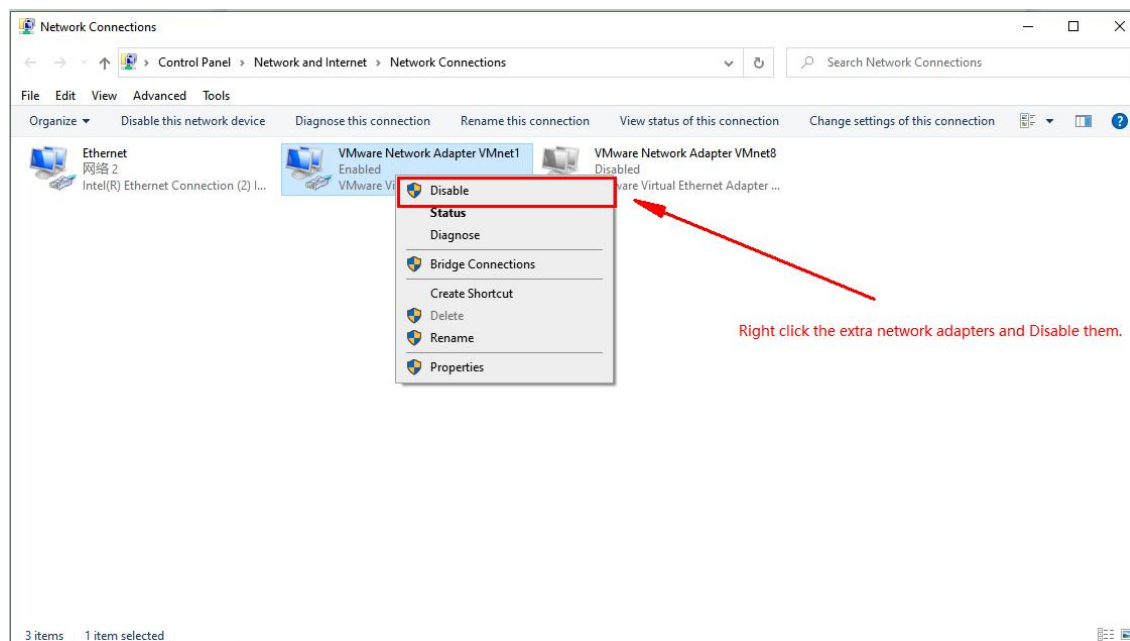 Network Connections
Control Panel > Network and Internet > Network Connections
Search Network Connections
File Edit View Advanced Tools
Organize Disable this network device Diagnose this connection Rename this connection View status of this connection Change settings of this connection
Ethernet
网络 2
Intel(R) Ethernet Connection (2) I...
VMware Network Adapter VMnet1
Enabled
VMware Vi
VMware Network Adapter VMnet8
Disabled
ware Virtual Ethernet Adapter ...
Disable
Status
Diagnose
Bridge Connections
Create Shortcut
Delete
Rename
Properties
Right click the extra network adapters and Disable them.
3 items 1 item selected